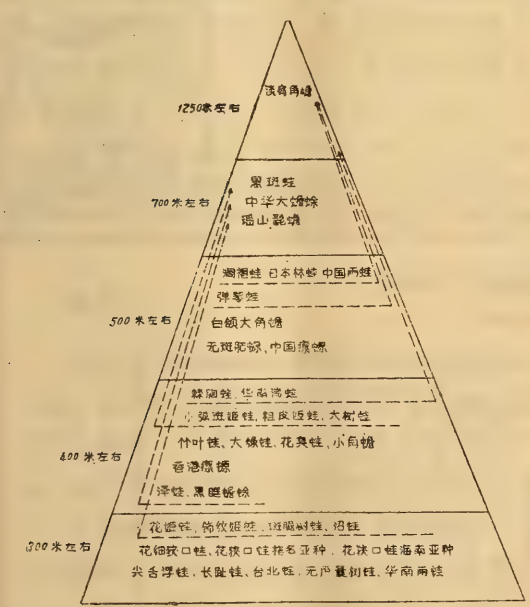 1250米左右
淡肩角蟾
700米左右
黑斑蛙
中华大蟾蜍
瑶山髭蟾
阔褶蛙 日本林蛙 中国雨蛙
弹琴蛙
500米左右
白颌大角蟾
无斑肥螈、中国瘰螈
棘胸蛙、华南湍蛙
小弧斑姬蛙、粗皮姬蛙、大树蛙
400米左右
竹叶蛙、大绿蛙、花臭蛙、小角蟾
香港瘰螈
泽蛙、黑眶蟾蜍
花姬蛙、饰纹姬蛙、斑腿树蛙、沼蛙
300米左右
花细狭口蛙、花狭口蛙指名亚种、花狭口蛙海南亚种
尖舌浮蛙、长趾蛙、台北蛙、无声囊树蛙、华南雨蛙